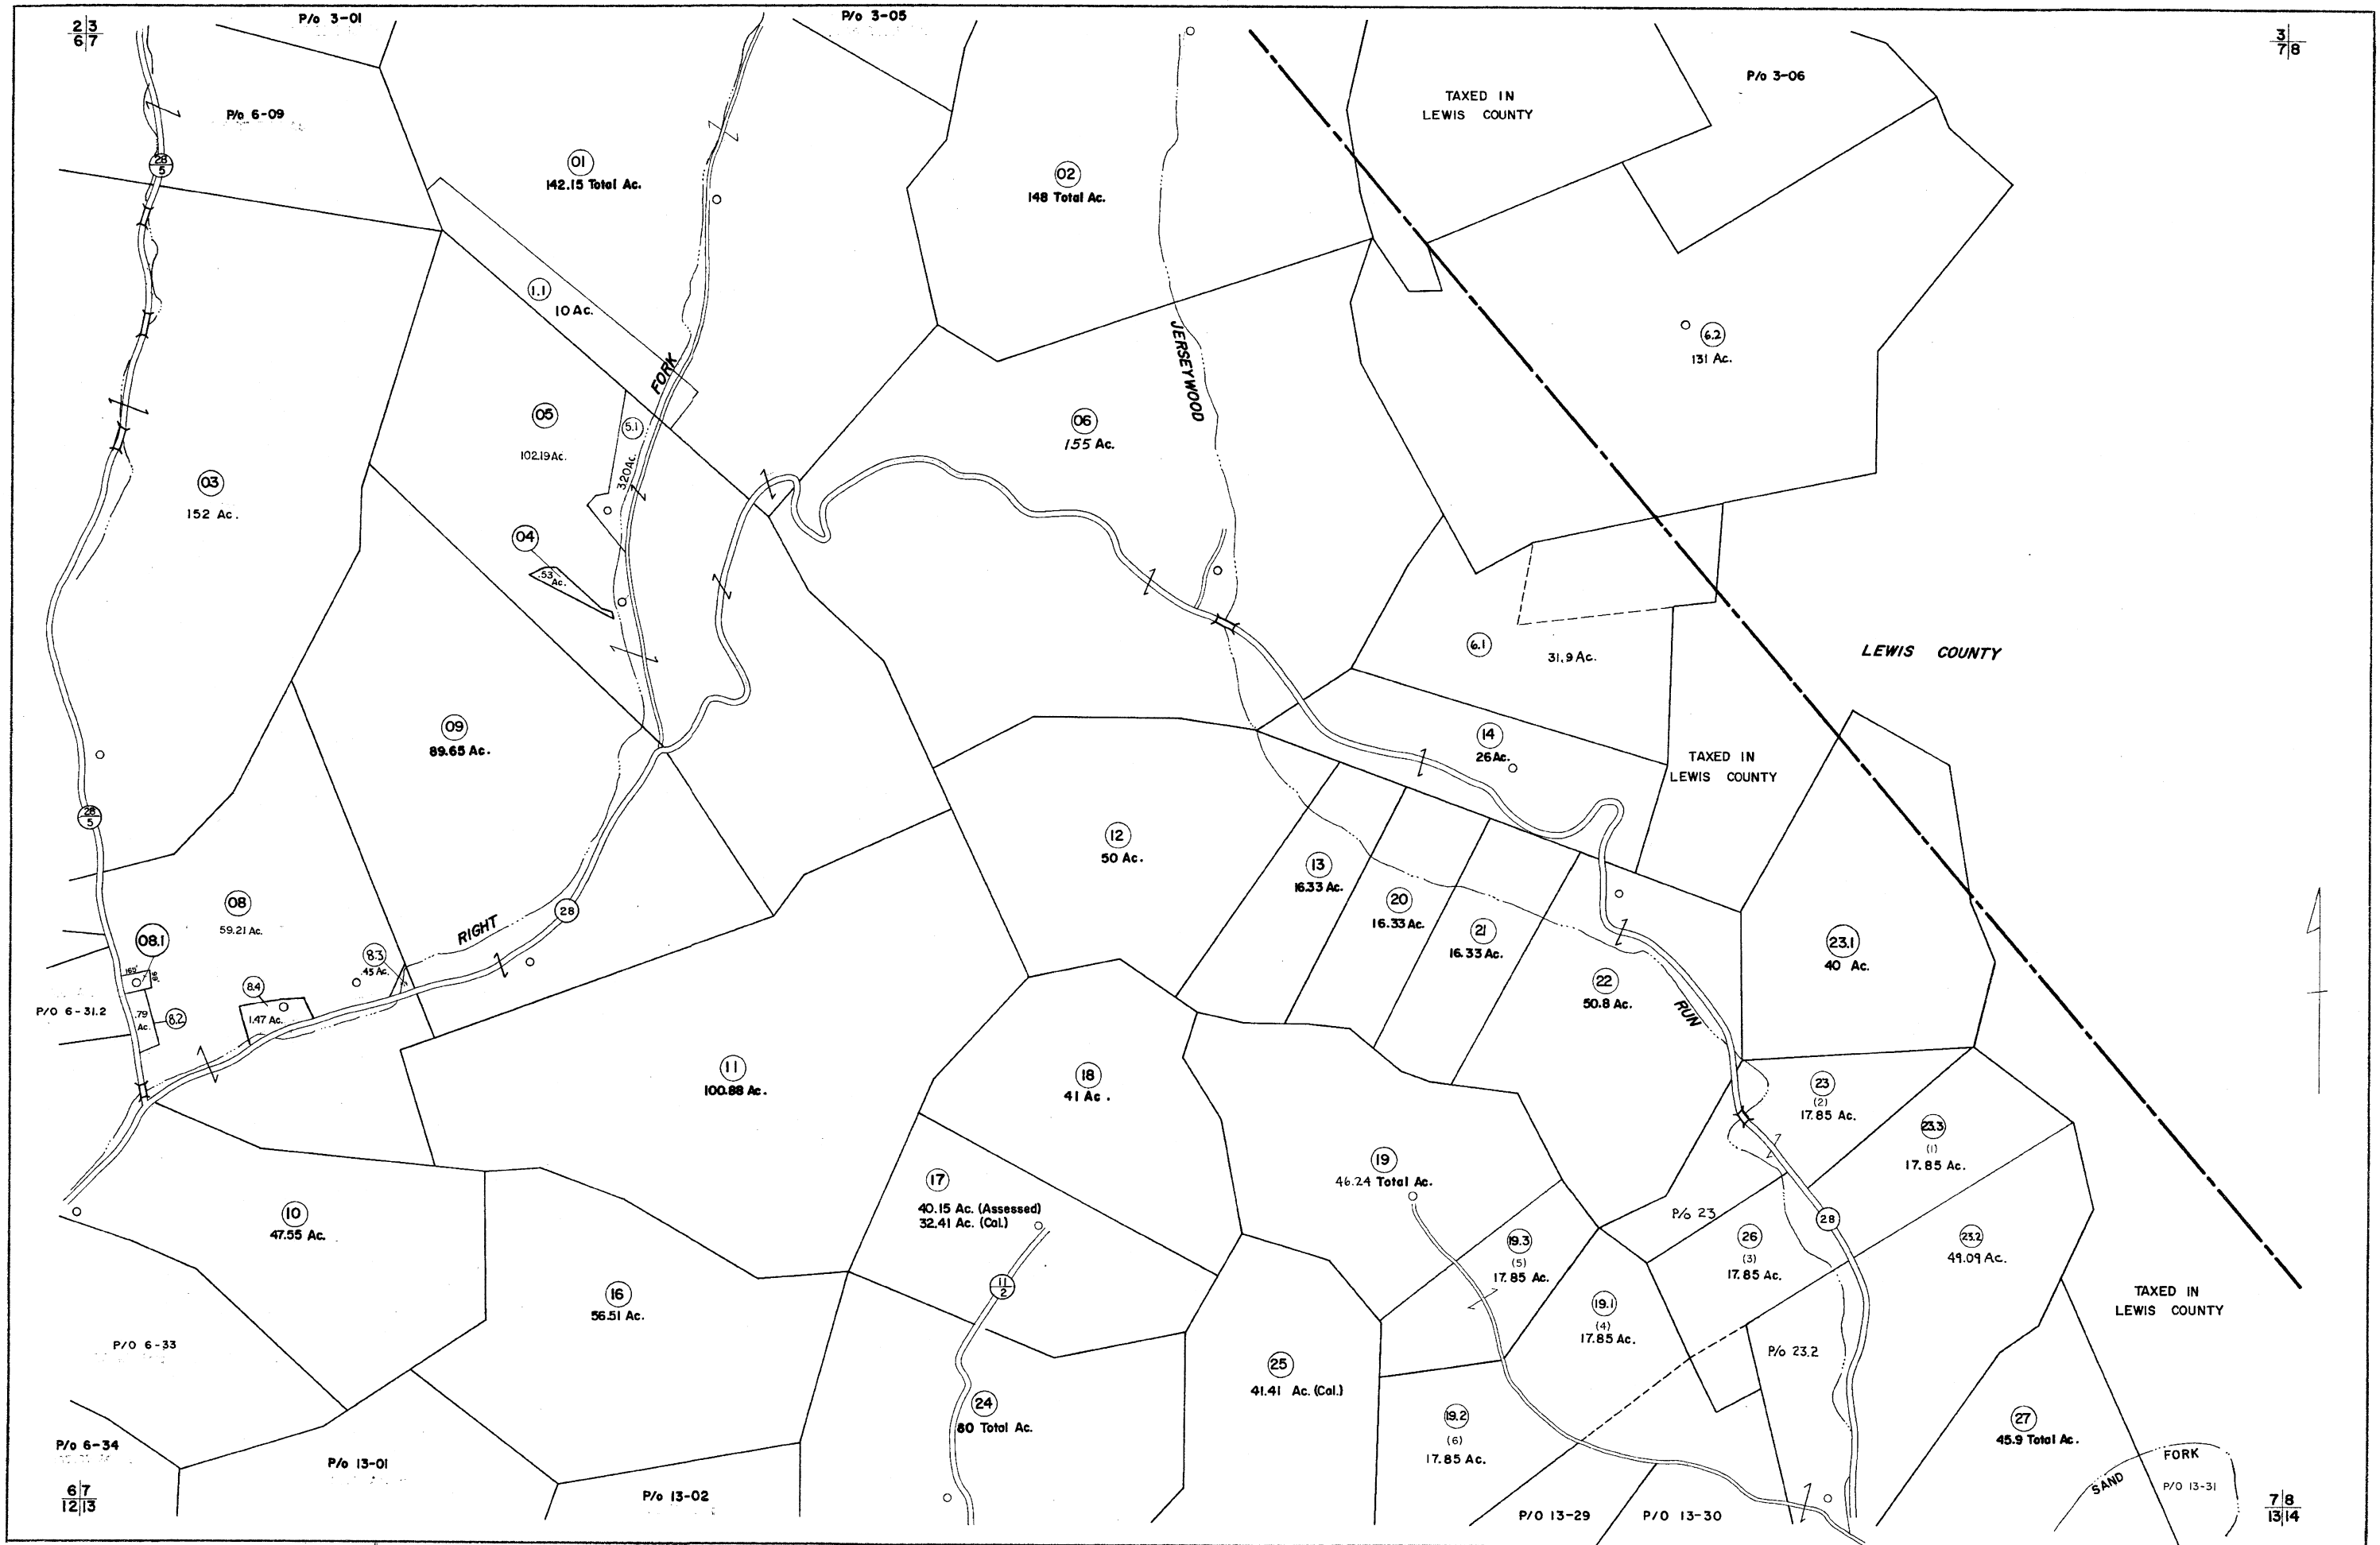 2 3
6 7
P/o 3-01
P/o 3-05
3
7 8
P/o 6-09
TAXED IN
LEWIS COUNTY
P/o 3-06
28
5
01
142.15 Total Ac.
02
148 Total Ac.
1.1
10 Ac.
FORK
JERSEYWOOD
6.2
131 Ac.
05
102.19 Ac.
5.1
3.20 Ac.
06
155 Ac.
03
152 Ac.
04
.53
Ac.
6.1
31.9 Ac.
LEWIS COUNTY
09
89.65 Ac.
14
26 Ac.
TAXED IN
LEWIS COUNTY
28
5
12
50 Ac.
13
16.33 Ac.
20
16.33 Ac.
21
16.33 Ac.
08
59.21 Ac.
28
RIGHT
08.1
165'
8.3
.45 Ac.
23.1
40 Ac.
22
50.8 Ac.
RUN
P/O 6-31.2
.79
Ac.
8.2
8.4
1.47 Ac.
11
100.88 Ac.
18
41 Ac.
23
(2)
17.85 Ac.
23.3
(1)
17.85 Ac.
17
40.15 Ac. (Assessed)
32.41 Ac. (Cal.)
19
46.24 Total Ac.
10
47.55 Ac.
P/o 23
28
19.3
(5)
17.85 Ac.
26
(3)
17.85 Ac.
23.2
49.09 Ac.
16
56.51 Ac.
11
2
19.1
(4)
17.85 Ac.
TAXED IN
LEWIS COUNTY
P/O 6-33
25
41.41 Ac. (Cal.)
P/o 23.2
24
80 Total Ac.
19.2
(6)
17.85 Ac.
27
45.9 Total Ac.
P/o 6-34
P/o 13-01
SAND
FORK
P/O 13-31
6 7
12 13
P/o 13-02
P/O 13-29
P/O 13-30
7 8
13 14